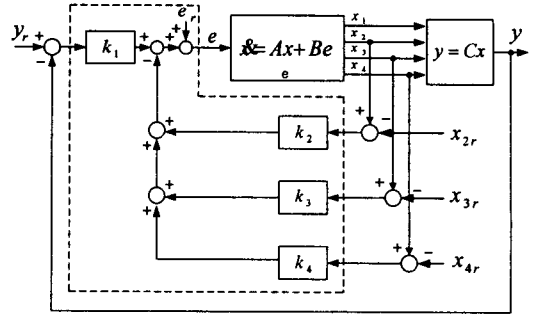 y_r + − k_1 + − + + e_r e
ẋ&= Ax+ Be
e
x_1
x_2
x_3
x_4
y = Cx
y
+ + k_2 + − x_{2r}
+ + k_3 + − x_{3r}
k_4 + − x_{4r}